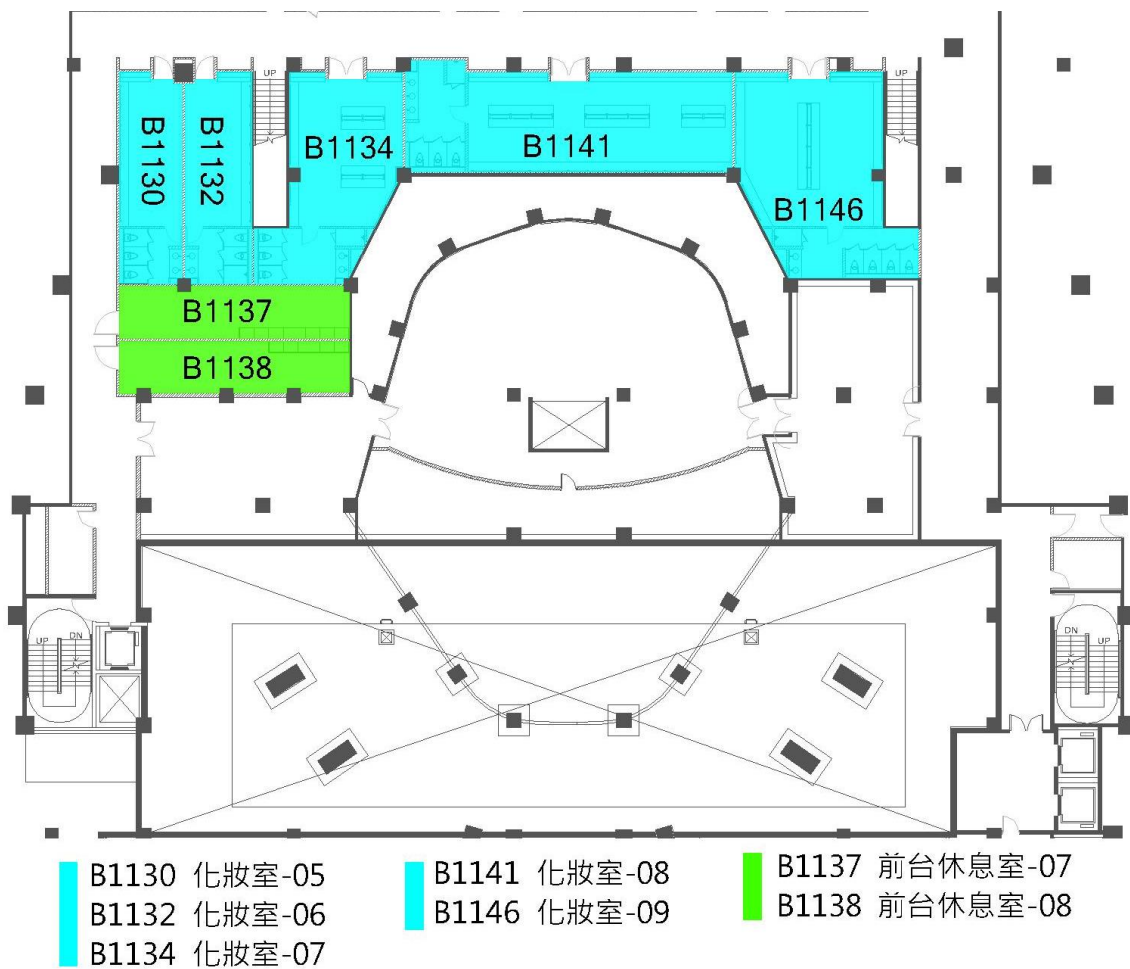 UP
UP
B1130
B1132
B1134
B1141
B1146
B1137
B1138
UP
DN
DN
UP
B1130 化妝室-05
B1132 化妝室-06
B1134 化妝室-07
B1141 化妝室-08
B1146 化妝室-09
B1137 前台休息室-07
B1138 前台休息室-08